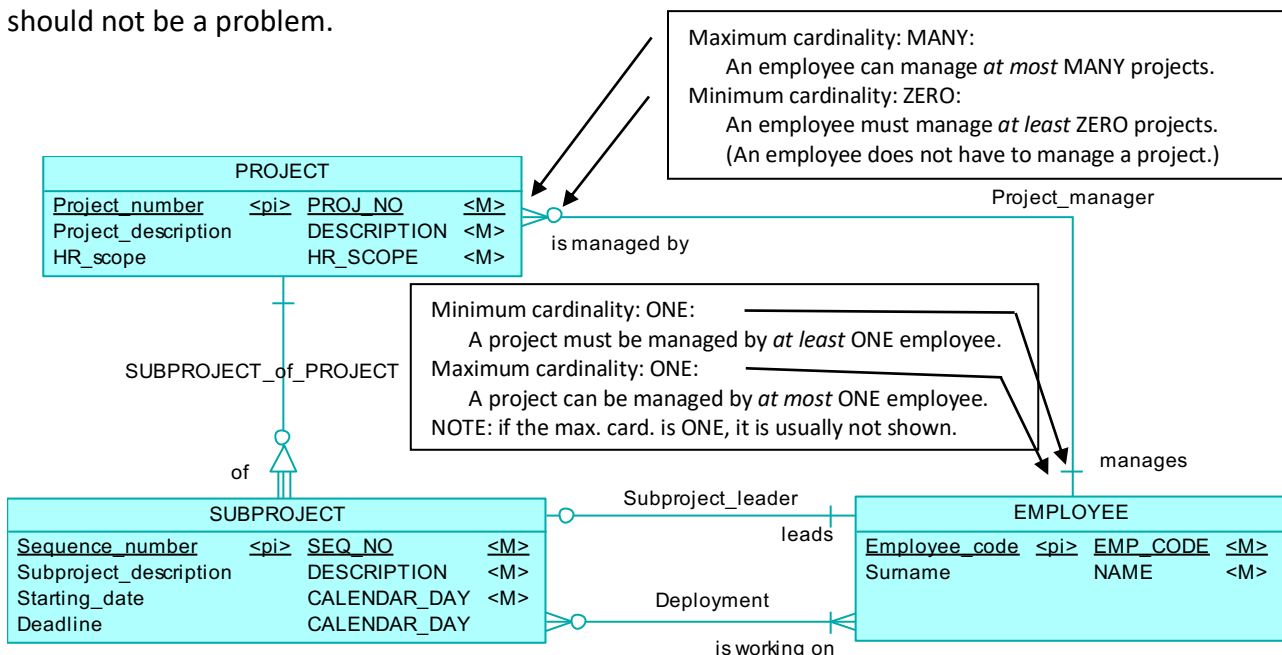 should not be a problem.
Maximum cardinality: MANY:
An employee can manage at most MANY projects.
Minimum cardinality: ZERO:
An employee must manage at least ZERO projects.
(An employee does not have to manage a project.)
PROJECT
Project_number <pi> PROJ_NO <M>
Project_description DESCRIPTION <M>
HR_scope HR_SCOPE <M>
Project_manager
is managed by
Minimum cardinality: ONE:
A project must be managed by at least ONE employee.
Maximum cardinality: ONE:
A project can be managed by at most ONE employee.
NOTE: if the max. card. is ONE, it is usually not shown.
SUBPROJECT_of_PROJECT
of
manages
SUBPROJECT
Sequence_number <pi> SEQ_NO <M>
Subproject_description DESCRIPTION <M>
Starting_date CALENDAR_DAY <M>
Deadline CALENDAR_DAY
Subproject_leader
leads
Deployment
is working on
EMPLOYEE
Employee_code <pi> EMP_CODE <M>
Surname NAME <M>